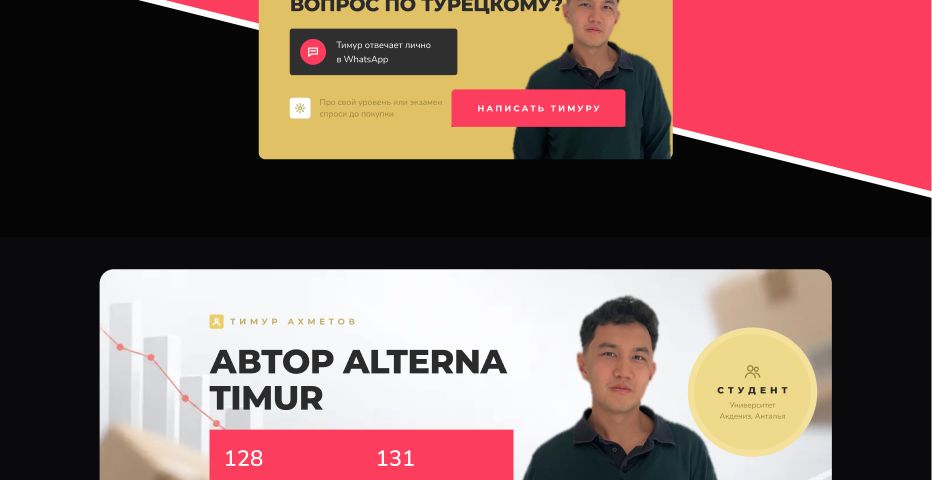 ВОПРОС ПО ТУРЕЦКОМУ?
Тимур отвечает лично
в WhatsApp
Про свой уровень или экзамен
спроси до покупки
НАПИСАТЬ ТИМУРУ
ТИМУР АХМЕТОВ
АВТОР ALTERNA
TIMUR
128
131
СТУДЕНТ
Университет
Акдениз, Анталья